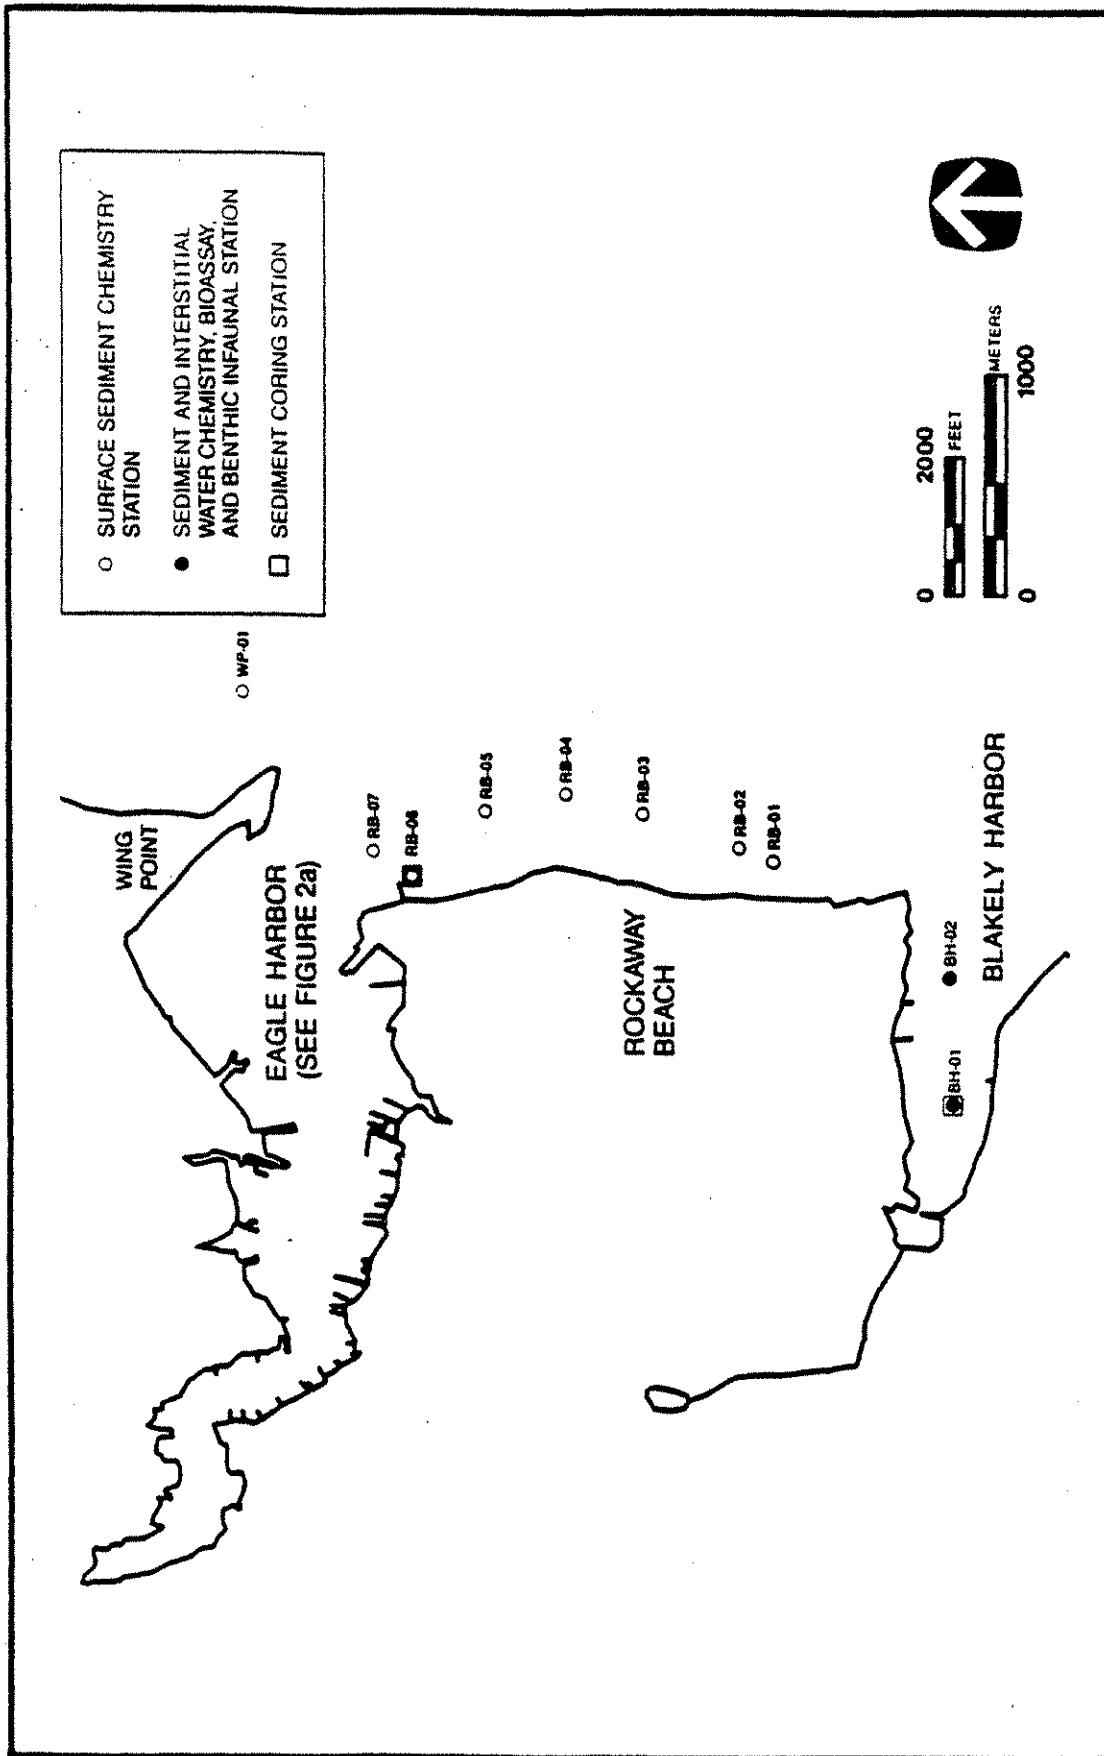 SURFACE SEDIMENT CHEMISTRY
STATION
SEDIMENT AND INTERSTITIAL
WATER CHEMISTRY, BIOASSAY,
AND BENTHIC INFAUNAL STATION
SEDIMENT CORING STATION
WP-01
WING
POINT
EAGLE HARBOR
(SEE FIGURE 2a)
RB-07
RB-06
RB-05
RB-04
RB-03
RB-02
RB-01
ROCKAWAY
BEACH
BH-02
BH-01
BLAKELY HARBOR
0 2000
FEET
METERS
0 1000